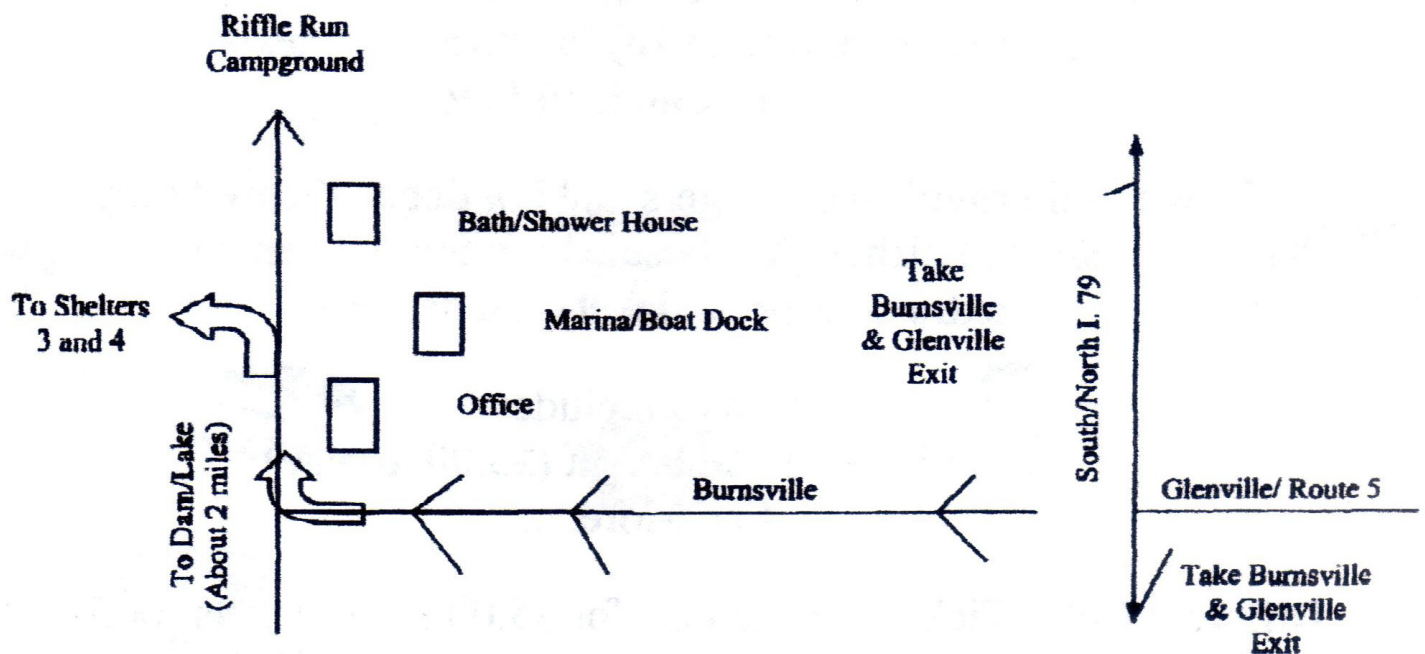 Riffle Run
Campground
Bath/Shower House
To Shelters
3 and 4
Marina/Boat Dock
Take
Burnsville
& Glenville
Exit
South/North I. 79
Office
To Dam/Lake
(About 2 miles)
Burnsville
Glenville/ Route 5
Take Burnsville
& Glenville
Exit